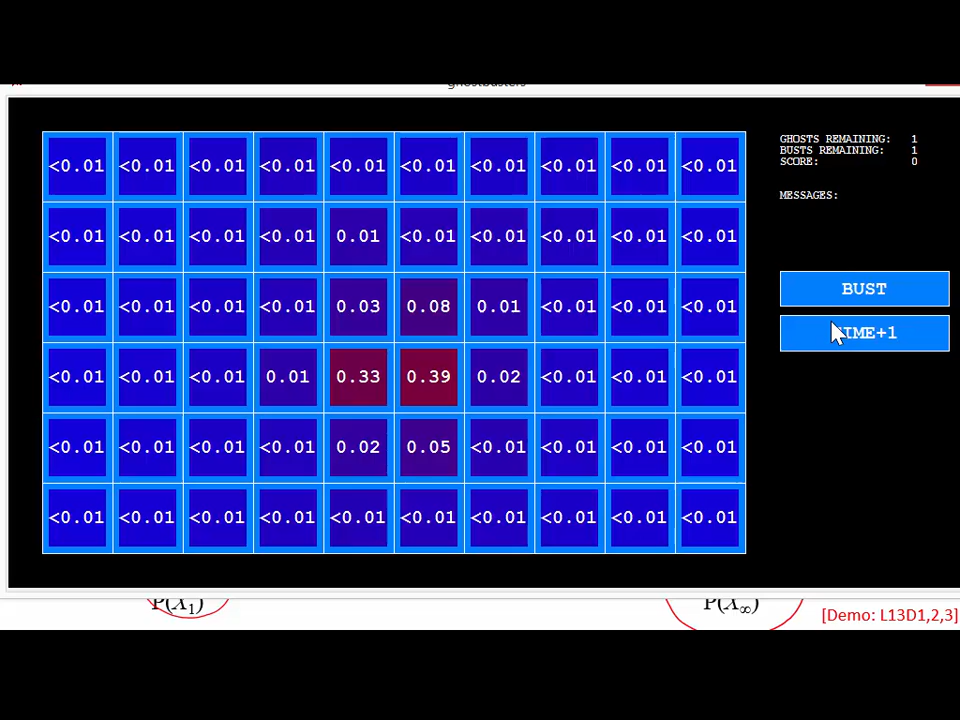 ghostbusters
<0.01 <0.01 <0.01 <0.01 <0.01 <0.01 <0.01 <0.01 <0.01 <0.01
<0.01 <0.01 <0.01 <0.01 0.01 <0.01 <0.01 <0.01 <0.01 <0.01
<0.01 <0.01 <0.01 <0.01 0.03 0.08 0.01 <0.01 <0.01 <0.01
<0.01 <0.01 <0.01 0.01 0.33 0.39 0.02 <0.01 <0.01 <0.01
<0.01 <0.01 <0.01 <0.01 0.02 0.05 <0.01 <0.01 <0.01 <0.01
<0.01 <0.01 <0.01 <0.01 <0.01 <0.01 <0.01 <0.01 <0.01 <0.01
GHOSTS REMAINING: 1
BUSTS REMAINING: 1
SCORE: 0
MESSAGES:
BUST
TIME+1
P(X₁)
P(X∞)
[Demo: L13D1,2,3]